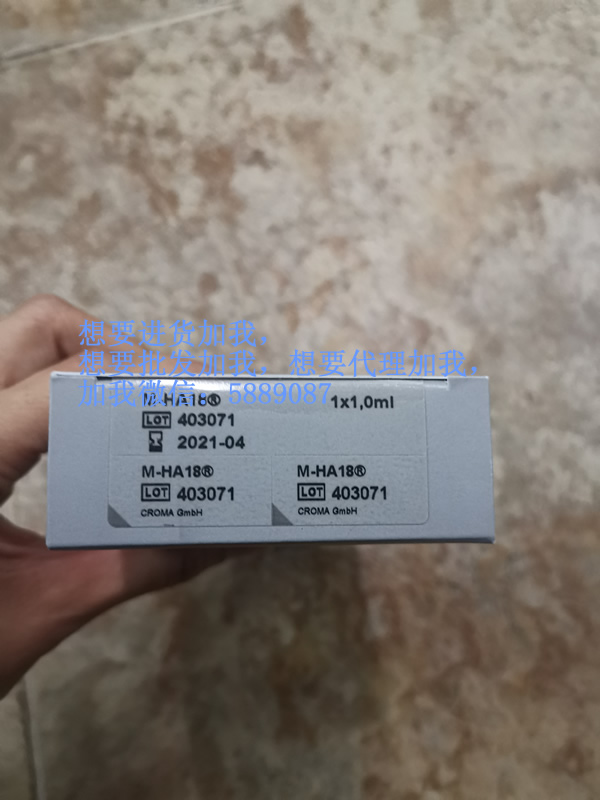 想要进货加我，
想要批发加我，想要代理加我，
加我微信：5889087
M-HA18® 1x1,0ml
LOT 403071
2021-04
M-HA18® M-HA18®
LOT 403071 LOT 403071
CROMA GmbH CROMA GmbH